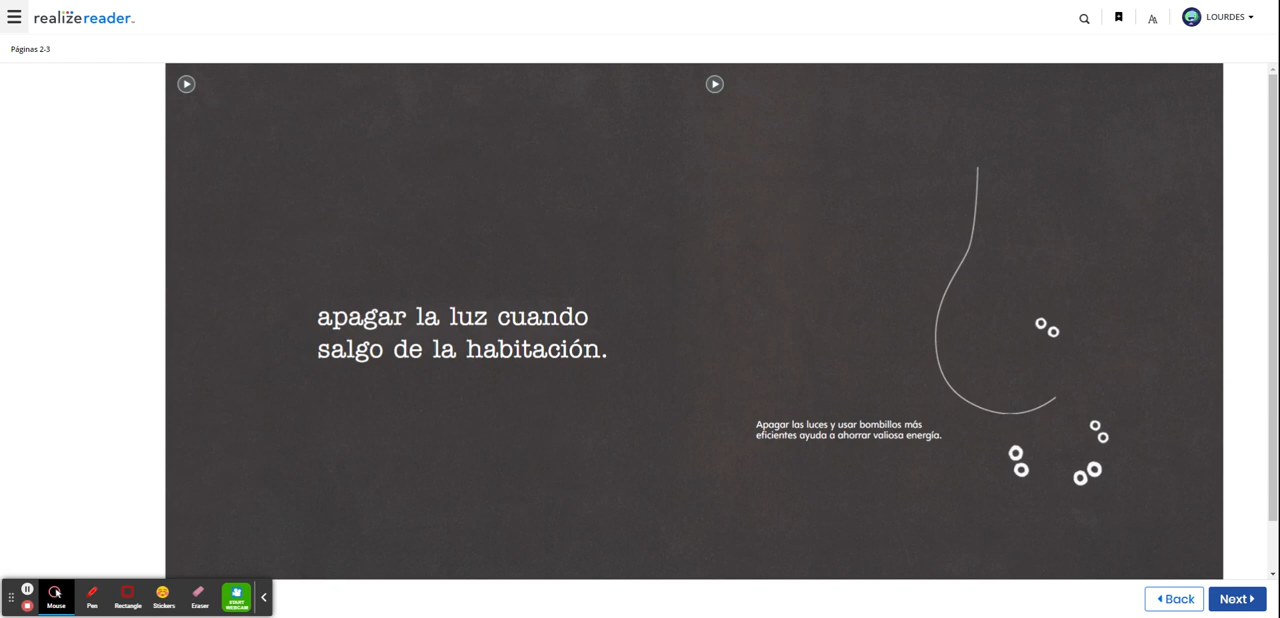 realizereader
LOURDES
Páginas 2-3
apagar la luz cuando
salgo de la habitación.
Apagar las luces y usar bombillos más
eficientes ayuda a ahorrar valiosa energía.
Mouse
Pen
Rectangle
Stickers
Eraser
START
WEBCAM
Back
Next